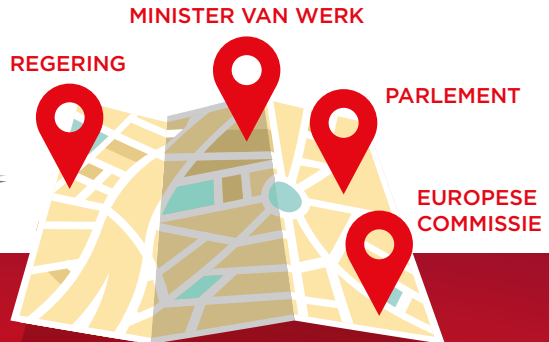 MINISTER VAN WERK
REGERING
PARLEMENT
EUROPESE
COMMISSIE